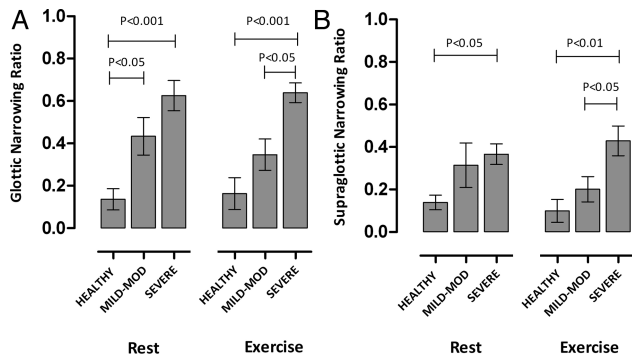 A
P<0.001
P<0.001
P<0.05
P<0.05
Glottic Narrowing Ratio
1.0
0.8
0.6
0.4
0.2
0.0
HEALTHY
MILD-MOD
SEVERE
HEALTHY
MILD-MOD
SEVERE
Rest
Exercise
B
P<0.05
P<0.01
P<0.05
Supraglottic Narrowing Ratio
1.0
0.8
0.6
0.4
0.2
0.0
HEALTHY
MILD-MOD
SEVERE
HEALTHY
MILD-MOD
SEVERE
Rest
Exercise